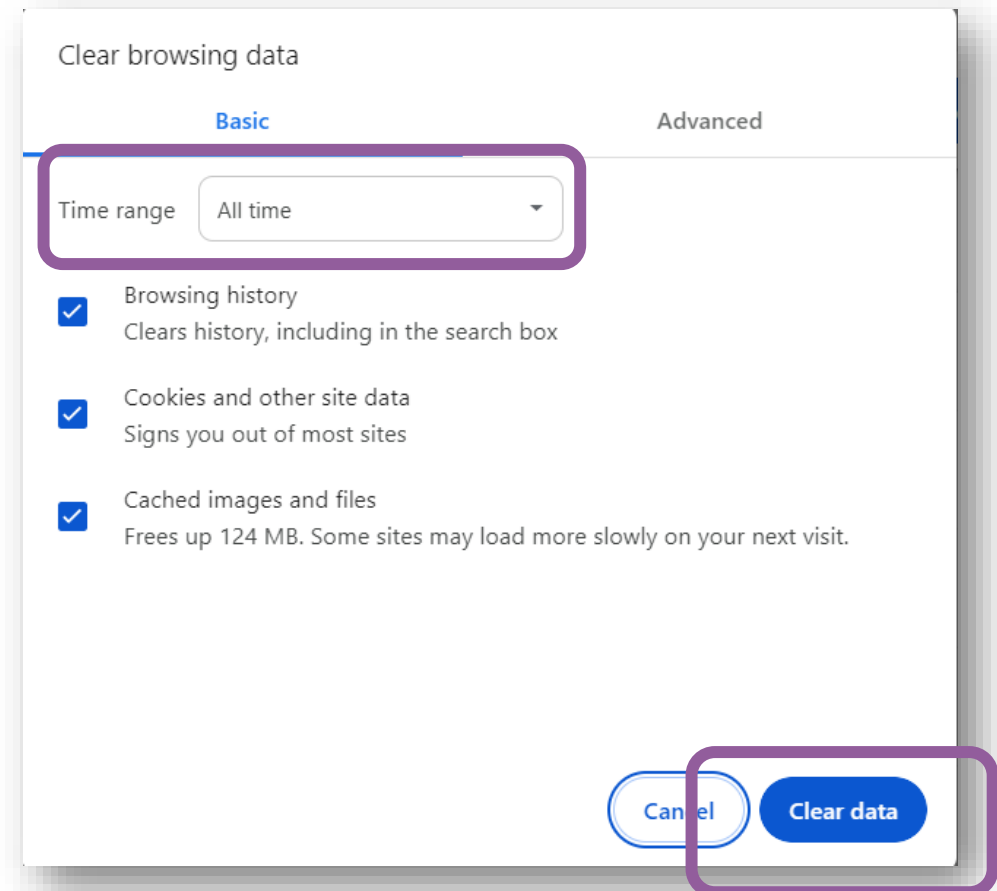 Clear browsing data
Basic Advanced
Time range All time
Browsing history
Clears history, including in the search box
Cookies and other site data
Signs you out of most sites
Cached images and files
Frees up 124 MB. Some sites may load more slowly on your next visit.
Cancel Clear data